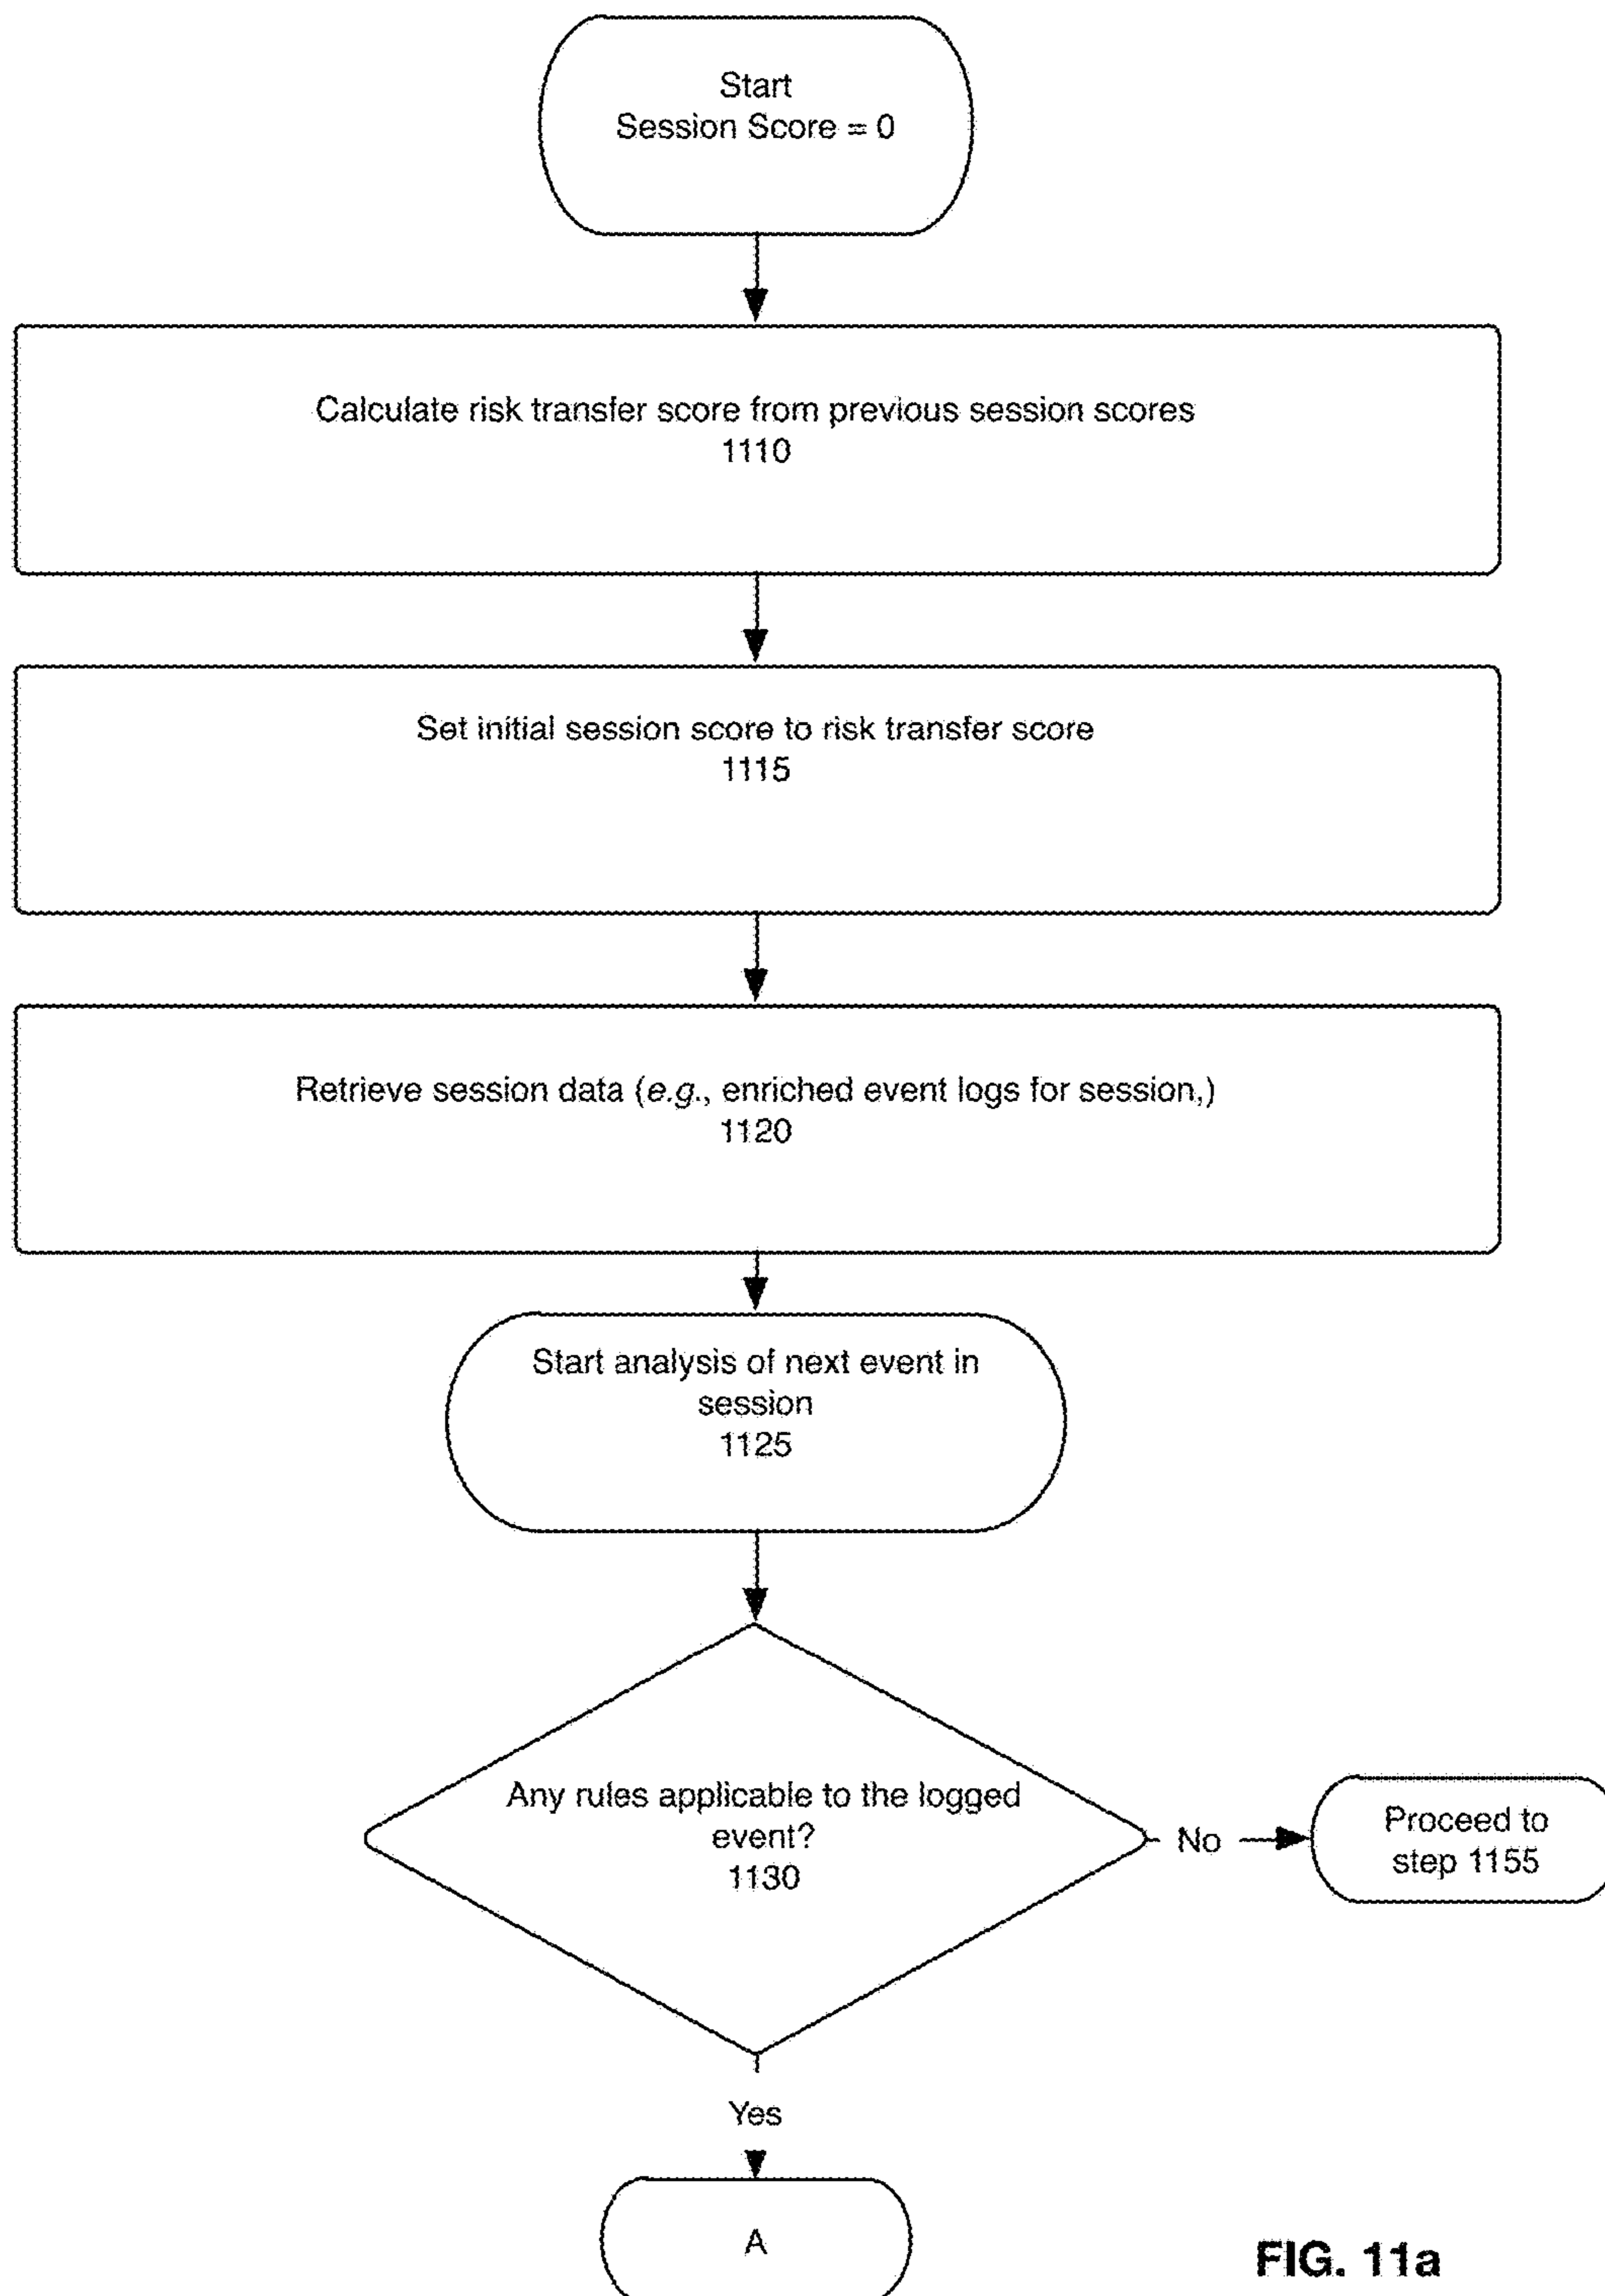 Start
Session Score = 0
Calculate risk transfer score from previous session scores
1110
Set initial session score to risk transfer score
1115
Retrieve session data (e.g., enriched event logs for session,)
1120
Start analysis of next event in
session
1125
Any rules applicable to the logged
event?
1130
No
Proceed to
step 1155
Yes
A
FIG. 11a